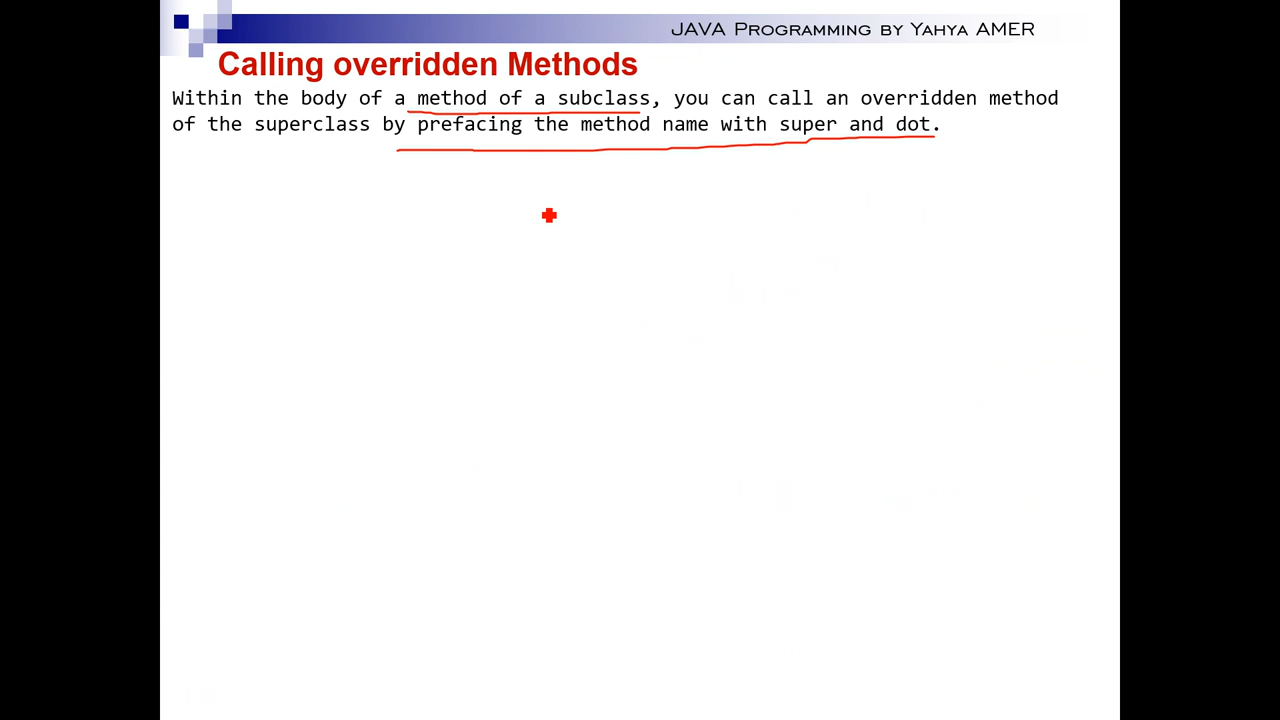 JAVA Programming by Yahya AMER
Calling overridden Methods
Within the body of a method of a subclass, you can call an overridden method
of the superclass by prefacing the method name with super and dot.